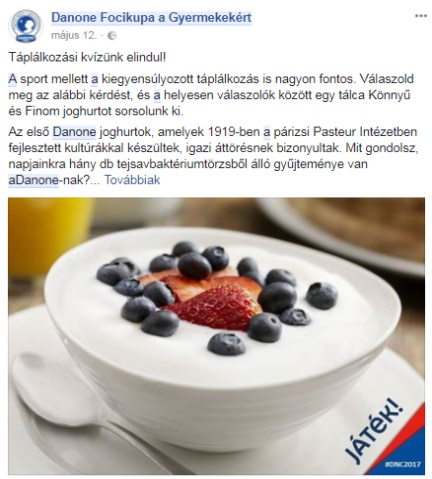 Danone Focikupa a Gyermekekért
május 12. ·
Táplálkozási kvízünk elindul!
A sport mellett a kiegyensúlyozott táplálkozás is nagyon fontos. Válaszold
meg az alábbi kérdést, és a helyesen válaszolók között egy tálca Könnyű
és Finom joghurtot sorsolunk ki.
Az első Danone joghurtok, amelyek 1919-ben a párizsi Pasteur Intézetben
fejlesztett kultúrákkal készültek, igazi áttörésnek bizonyultak. Mit gondolsz,
napjainkra hány db tejsavbaktériumtörzsből álló gyűjteménye van
aDanone-nak?... Továbbiak
JÁTÉK!
#DNC2017